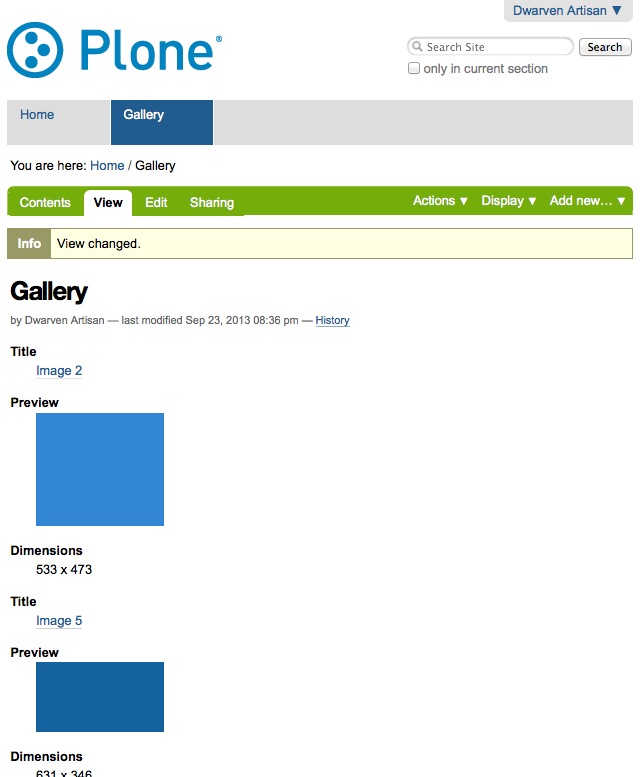 Dwarven Artisan ▼
Plone®
Search Site
Search
only in current section
Home
Gallery
You are here: Home / Gallery
Contents
View
Edit
Sharing
Actions ▼
Display ▼
Add new… ▼
Info
View changed.
Gallery
by Dwarven Artisan — last modified Sep 23, 2013 08:36 pm — History
Title
Image 2
Preview
Dimensions
533 x 473
Title
Image 5
Preview
Dimensions
631 x 346